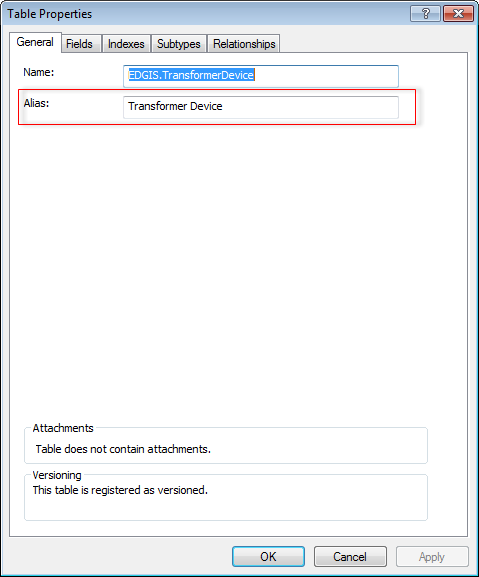 Table Properties
General Fields Indexes Subtypes Relationships
Name: EDGIS.TransformerDevice
Alias: Transformer Device
Attachments
Table does not contain attachments.
Versioning
This table is registered as versioned.
OK Cancel Apply